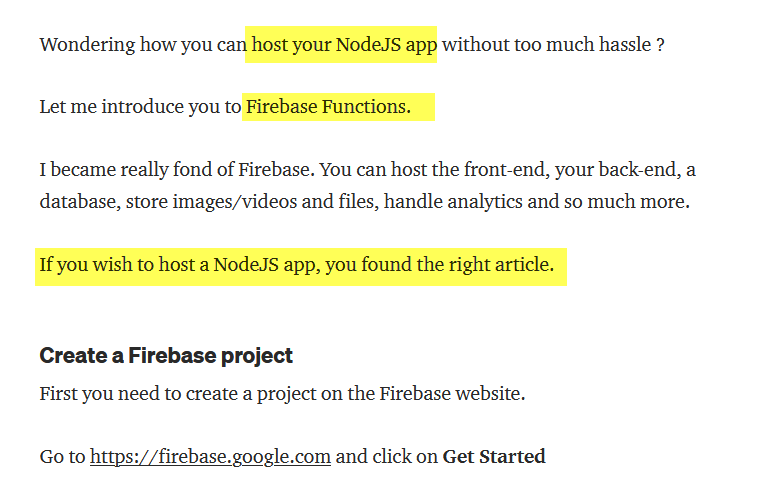 Wondering how you can host your NodeJS app without too much hassle ?
Let me introduce you to Firebase Functions.
I became really fond of Firebase. You can host the front-end, your back-end, a
database, store images/videos and files, handle analytics and so much more.
If you wish to host a NodeJS app, you found the right article.
Create a Firebase project
First you need to create a project on the Firebase website.
Go to https://firebase.google.com and click on Get Started